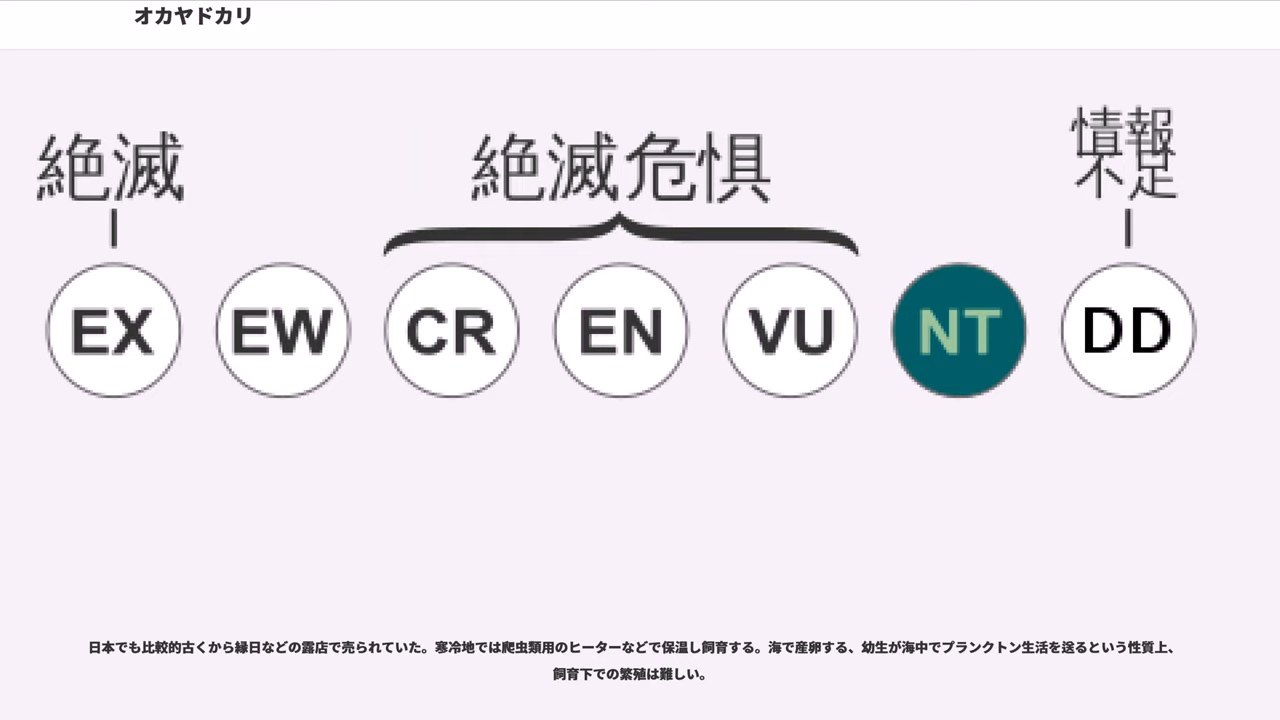 オカヤドカリ
絶滅
絶滅危惧
情報
不足
EX EW CR EN VU NT DD
日本でも比較的古くから縁日などの露店で売られていた。寒冷地では爬虫類用のヒーターなどで保温し飼育する。海で産卵する、幼生が海中でプランクトン生活を送るという性質上、
飼育下での繁殖は難しい。